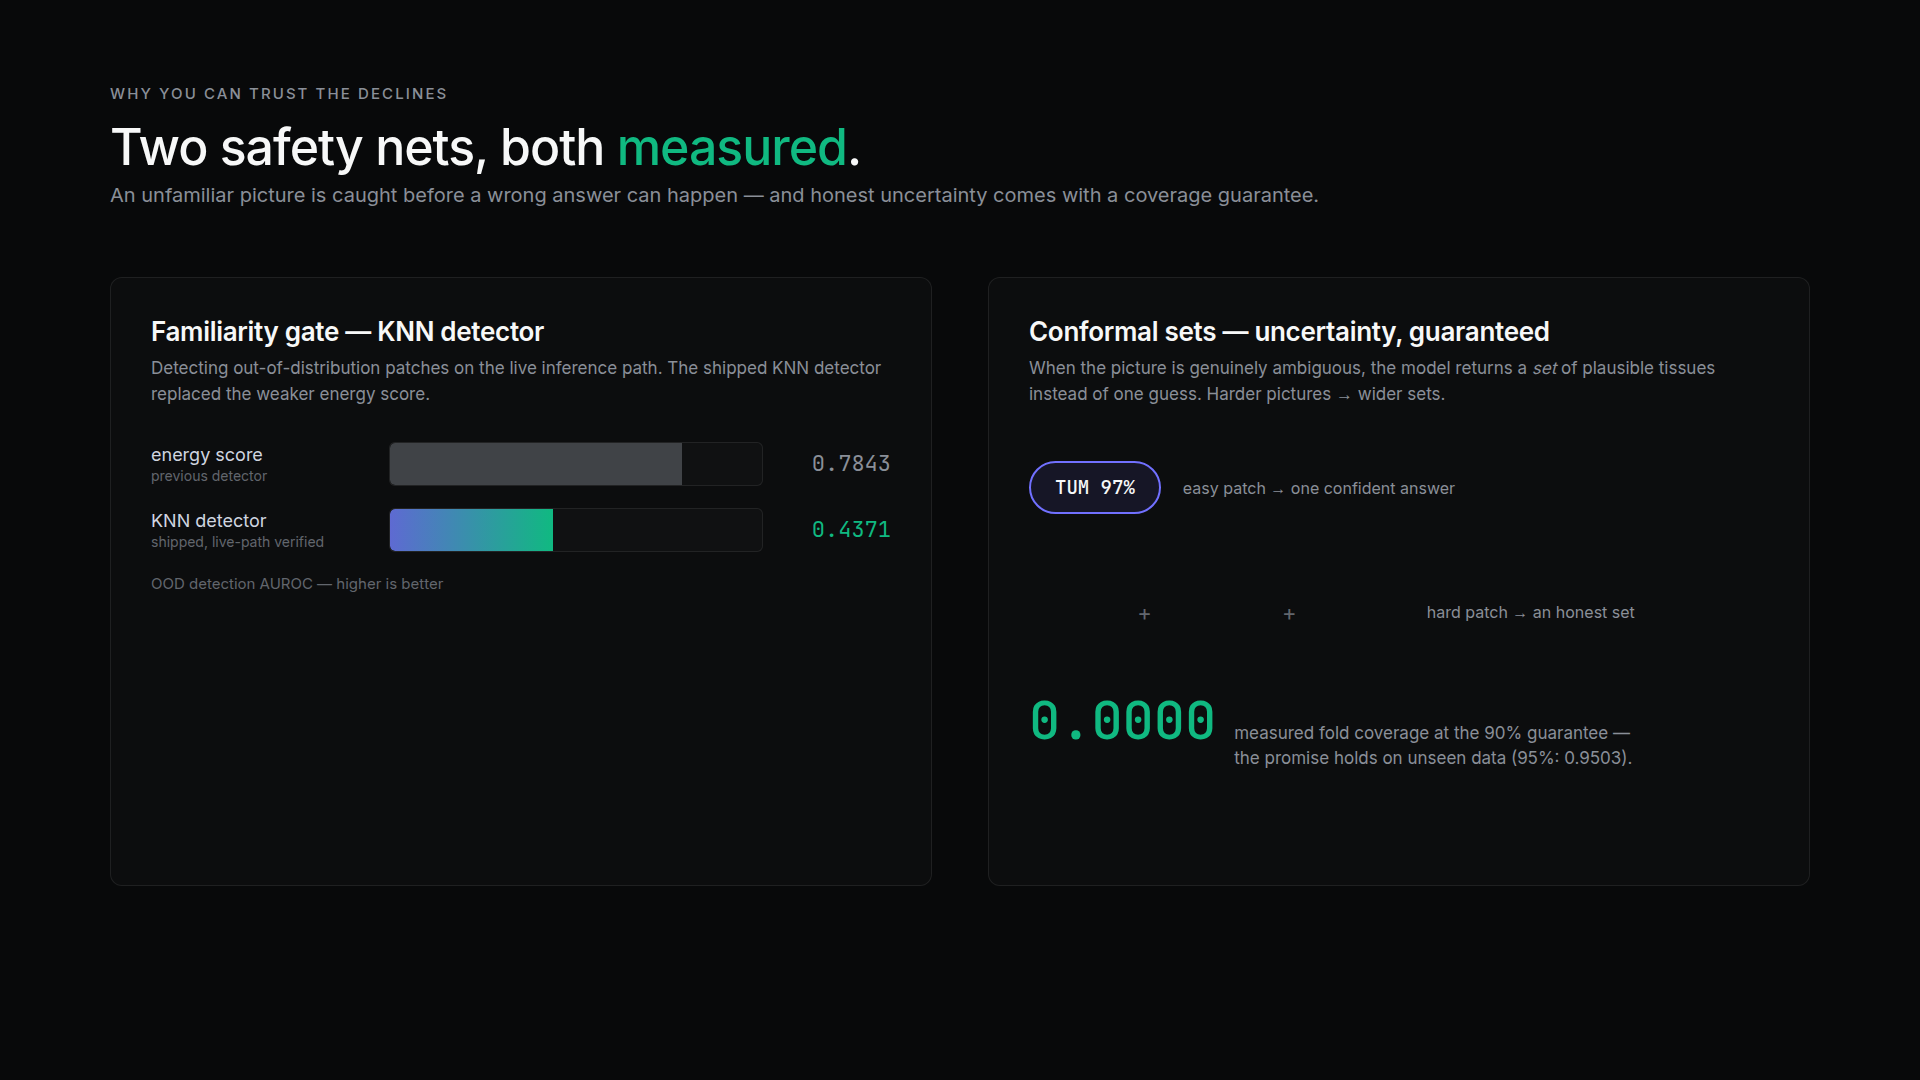 WHY YOU CAN TRUST THE DECLINES
Two safety nets, both measured.
An unfamiliar picture is caught before a wrong answer can happen — and honest uncertainty comes with a coverage guarantee.
Familiarity gate — KNN detector
Detecting out-of-distribution patches on the live inference path. The shipped KNN detector
replaced the weaker energy score.
energy score
previous detector
0.7843
KNN detector
shipped, live-path verified
0.4371
OOD detection AUROC — higher is better
Conformal sets — uncertainty, guaranteed
When the picture is genuinely ambiguous, the model returns a set of plausible tissues
instead of one guess. Harder pictures → wider sets.
TUM 97%
easy patch → one confident answer
+ + hard patch → an honest set
0.0000
measured fold coverage at the 90% guarantee —
the promise holds on unseen data (95%: 0.9503).